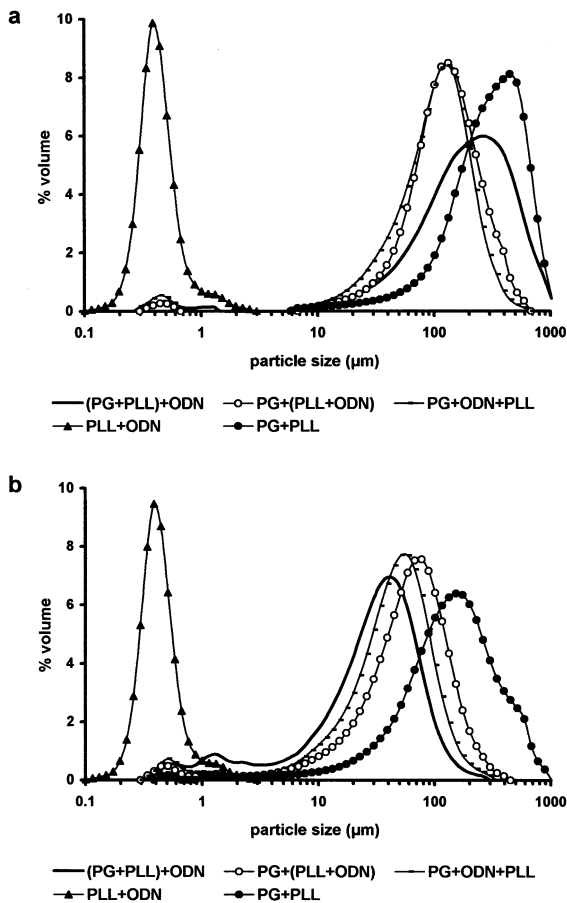 a
10
8
6
4
2
0
% volume
0.1 1 10 100 1000
particle size (µm)
(PG+PLL)+ODN PG+(PLL+ODN) PG+ODN+PLL
PLL+ODN PG+PLL
b
10
8
6
4
2
0
% volume
0.1 1 10 100 1000
particle size (µm)
(PG+PLL)+ODN PG+(PLL+ODN) PG+ODN+PLL
PLL+ODN PG+PLL